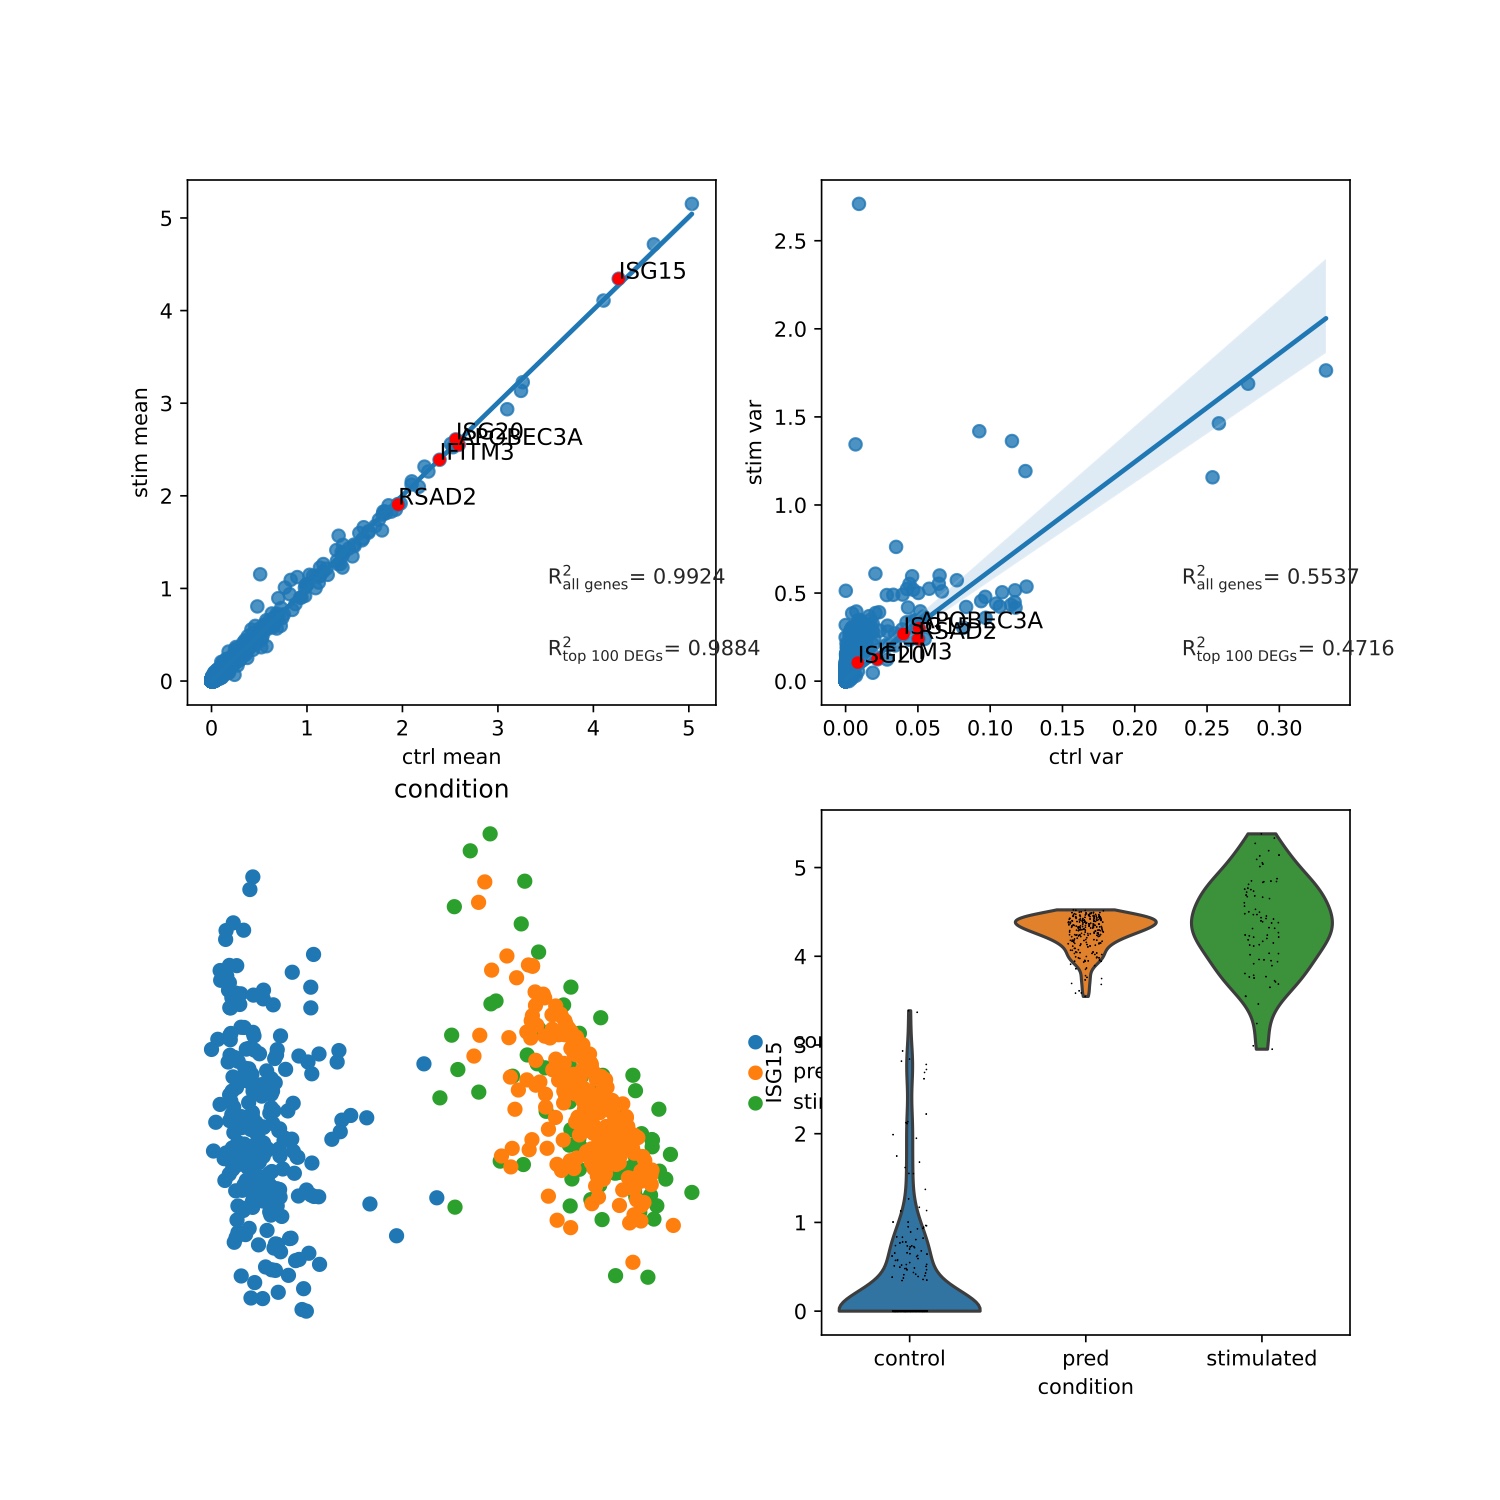 5
4
3
2
1
0
stim mean
ISG15
ISG20
APOBEC3A
IFITM3
RSAD2
R²all genes= 0.9924
R²top 100 DEGs= 0.9884
0 1 2 3 4 5
ctrl mean
2.5
2.0
1.5
1.0
0.5
0.0
stim var
APOBEC3A
ISG15
RSAD2
IFITM3
ISG20
R²all genes= 0.5537
R²top 100 DEGs= 0.4716
0.00 0.05 0.10 0.15 0.20 0.25 0.30
ctrl var
condition
5
4
3
2
1
0
ISG15
control pred stimulated
condition